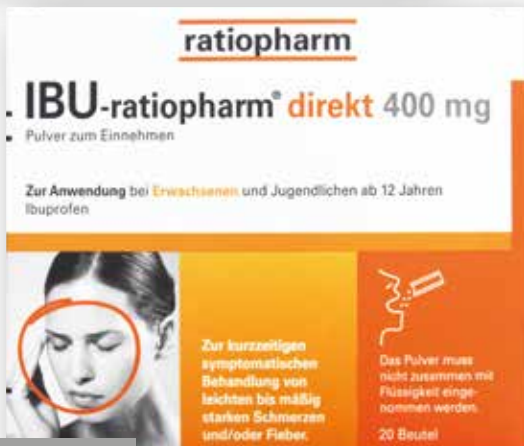 ratiopharm
IBU-ratiopharm® direkt 400 mg
Pulver zum Einnehmen
Zur Anwendung bei Erwachsenen und Jugendlichen ab 12 Jahren
Ibuprofen
Zur kurzzeitigen
symptomatischen
Behandlung von
leichten bis mäßig
starken Schmerzen
und/oder Fieber.
Das Pulver muss
nicht zusammen mit
Flüssigkeit einge-
nommen werden.
20 Beutel